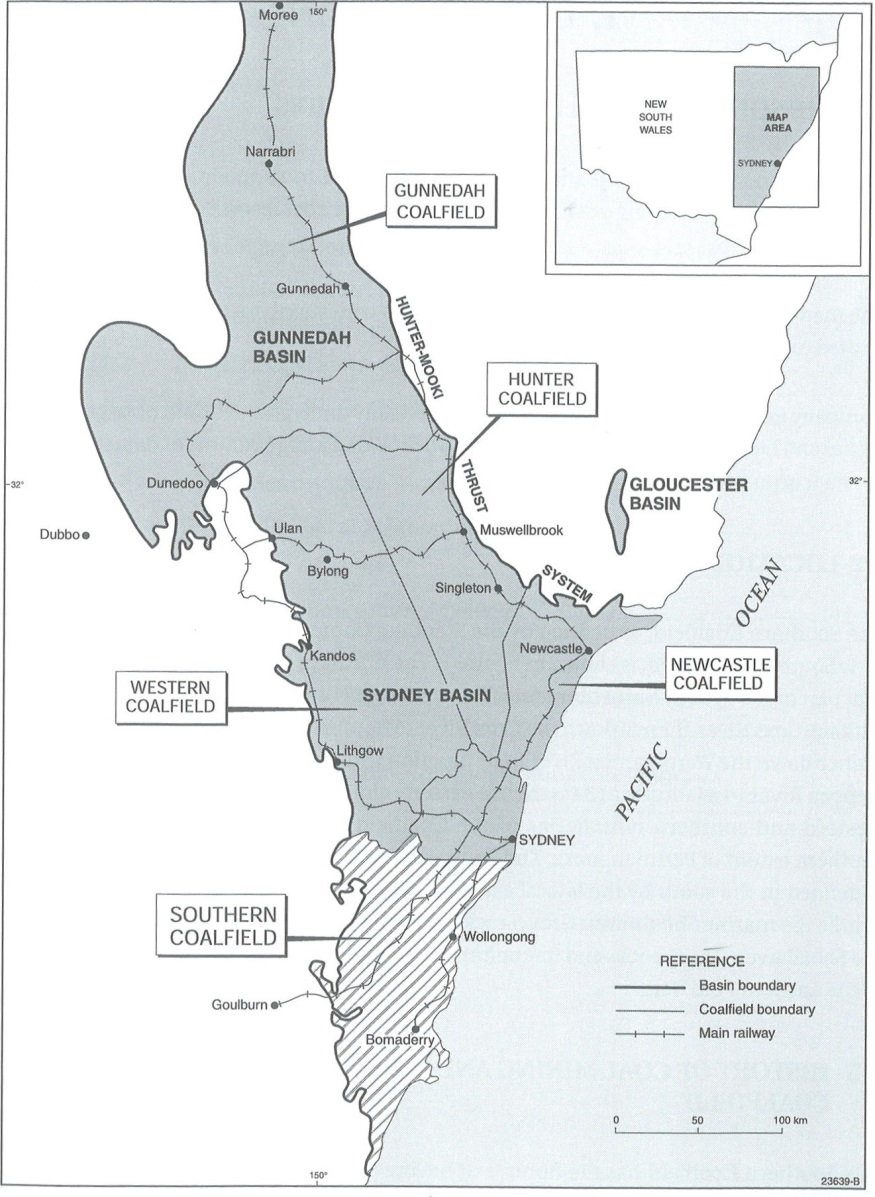 Moree
150°
NEW
SOUTH
WALES
MAP
AREA
SYDNEY
Narrabri
GUNNEDAH
COALFIELD
Gunnedah
HUNTER-MOOKI
GUNNEDAH
BASIN
HUNTER
COALFIELD
THRUST
32°
Dunedoo
GLOUCESTER
BASIN
32°
Dubbo
Ulan
Muswellbrook
Bylong
Singleton
SYSTEM
OCEAN
Newcastle
Kandos
NEWCASTLE
COALFIELD
WESTERN
COALFIELD
SYDNEY BASIN
Lithgow
PACIFIC
SYDNEY
SOUTHERN
COALFIELD
Wollongong
REFERENCE
Basin boundary
Coalfield boundary
Main railway
Goulburn
Bomaderry
0 50 100 km
150°
23639-B